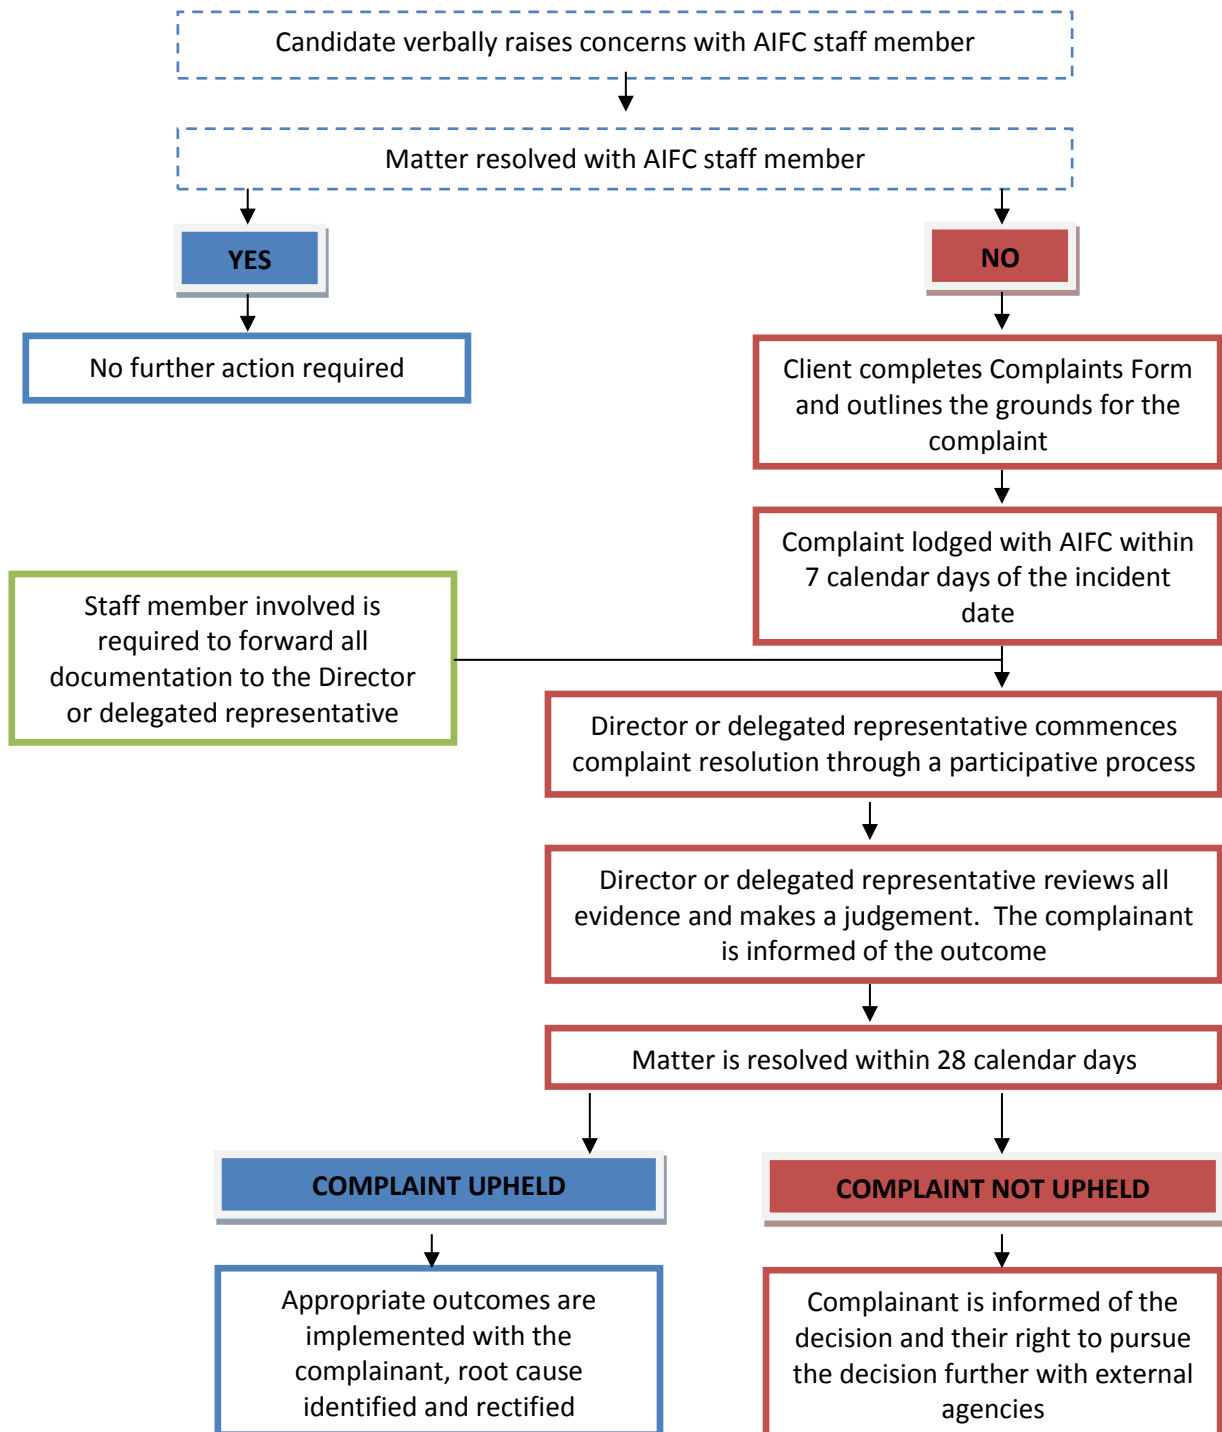 Candidate verbally raises concerns with AIFC staff member
Matter resolved with AIFC staff member
YES
NO
No further action required
Client completes Complaints Form
and outlines the grounds for the
complaint
Complaint lodged with AIFC within
7 calendar days of the incident
date
Staff member involved is
required to forward all
documentation to the Director
or delegated representative
Director or delegated representative commences
complaint resolution through a participative process
Director or delegated representative reviews all
evidence and makes a judgement.  The complainant
is informed of the outcome
Matter is resolved within 28 calendar days
COMPLAINT UPHELD
COMPLAINT NOT UPHELD
Appropriate outcomes are
implemented with the
complainant, root cause
identified and rectified
Complainant is informed of the
decision and their right to pursue
the decision further with external
agencies